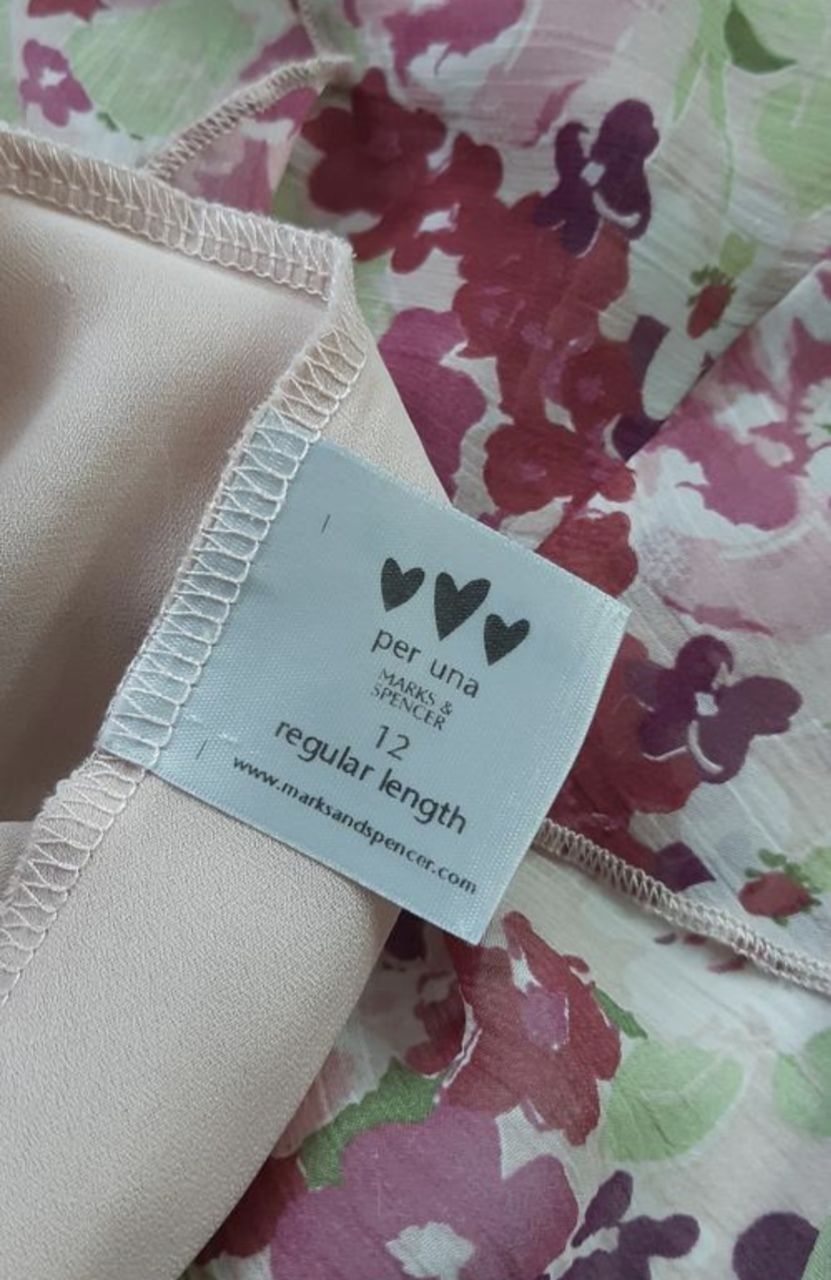 per una
MARKS &
SPENCER
12
regular length
www.marksandspencer.com